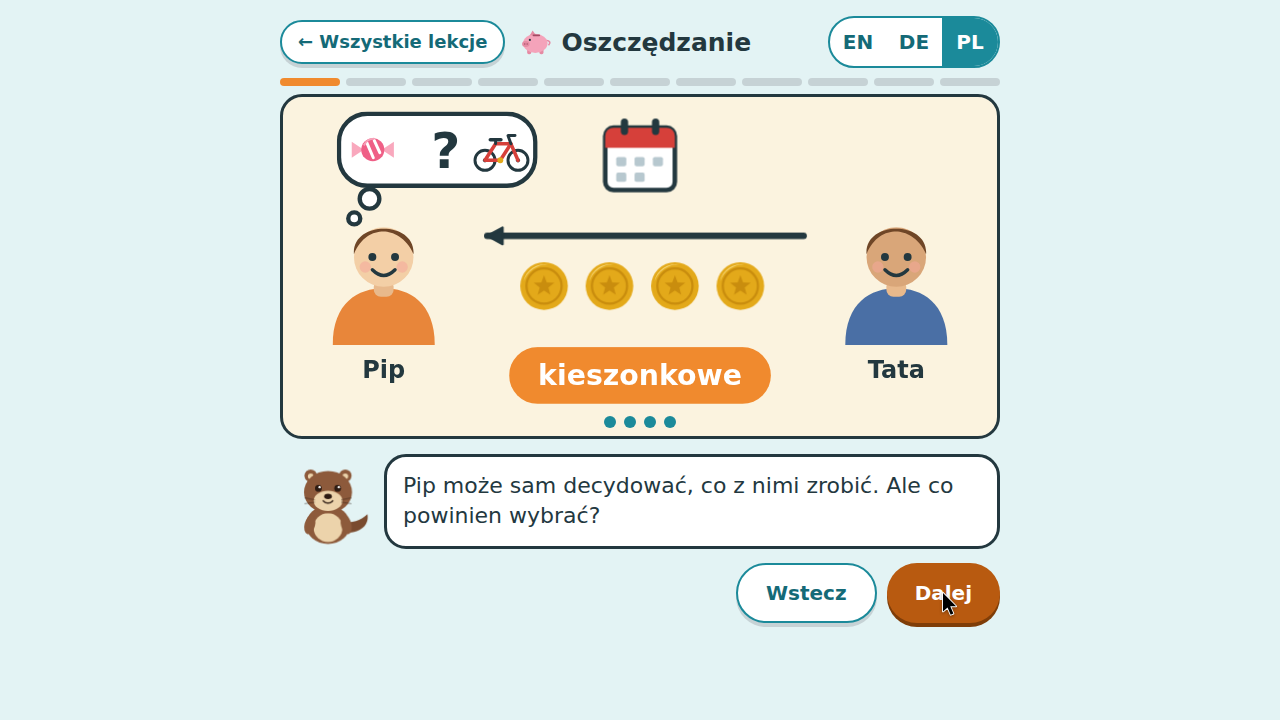 ← Wszystkie lekcje
Oszczędzanie
EN DE PL
?
Pip
Tata
kieszonkowe
Pip może sam decydować, co z nimi zrobić. Ale co
powinien wybrać?
Wstecz
Dalej